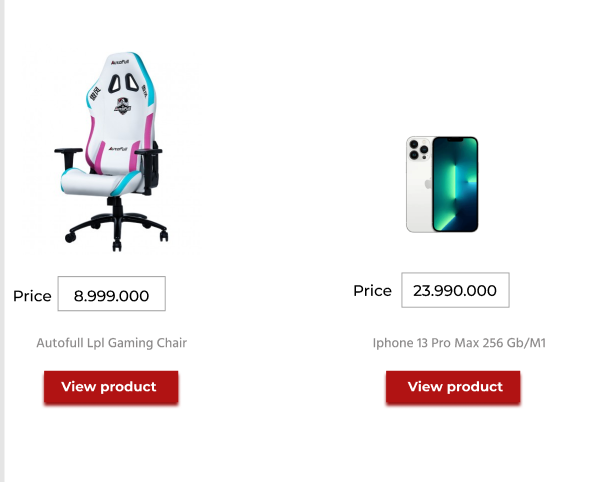 AutoFull
AutoFull
Price 8.999.000
Price 23.990.000
Autofull Lpl Gaming Chair
Iphone 13 Pro Max 256 Gb/M1
View product
View product